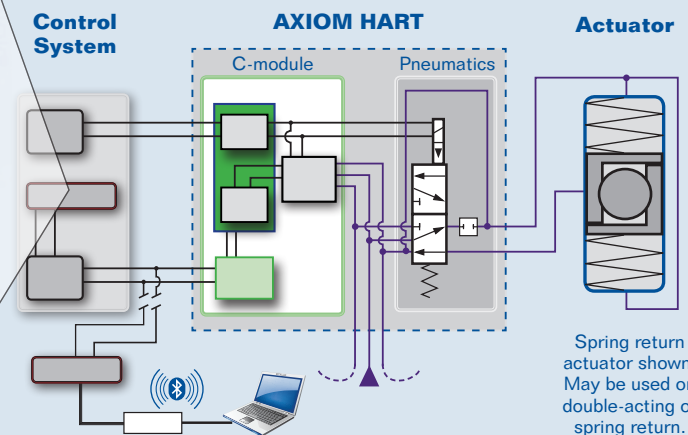 Control
System
AXIOM HART
Actuator
C-module
Pneumatics
Spring return
actuator shown
May be used on
double-acting o
spring return.